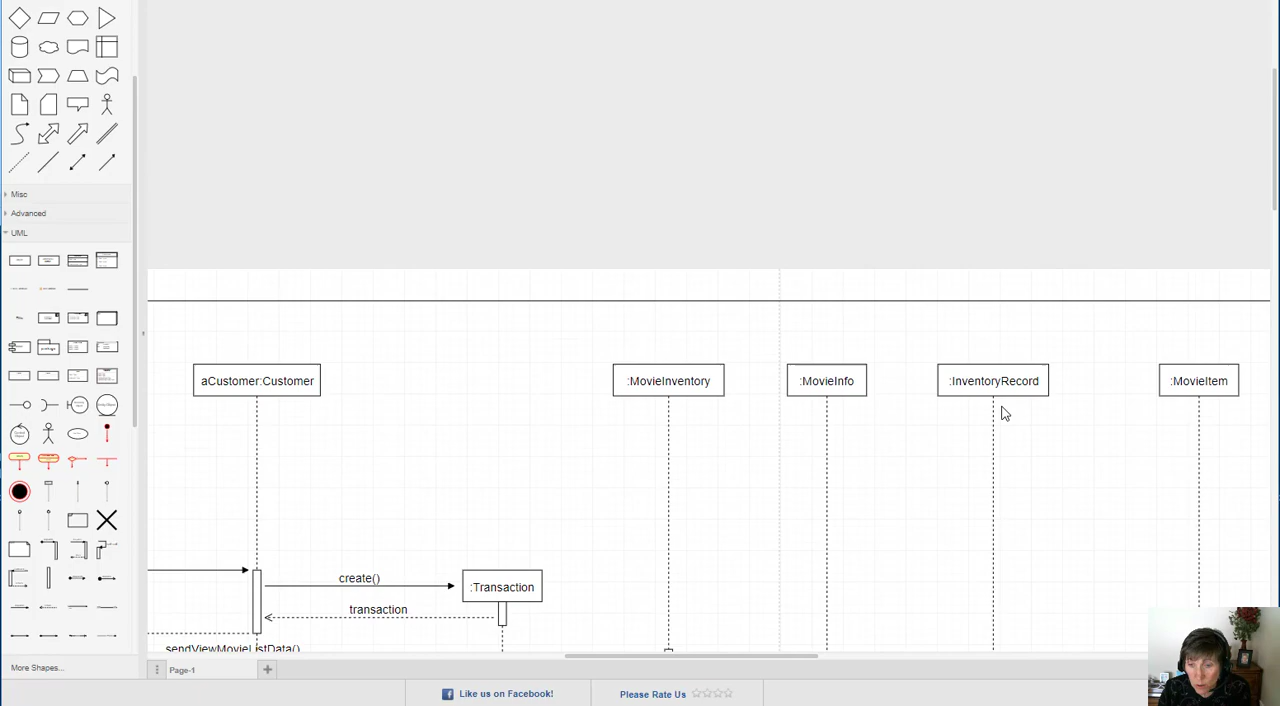 Misc
Advanced
UML
aCustomer:Customer
:MovieInventory
:MovieInfo
:InventoryRecord
:MovieItem
create()
:Transaction
transaction
sendViewMovieListData()
More Shapes...
Page-1
Like us on Facebook!
Please Rate Us